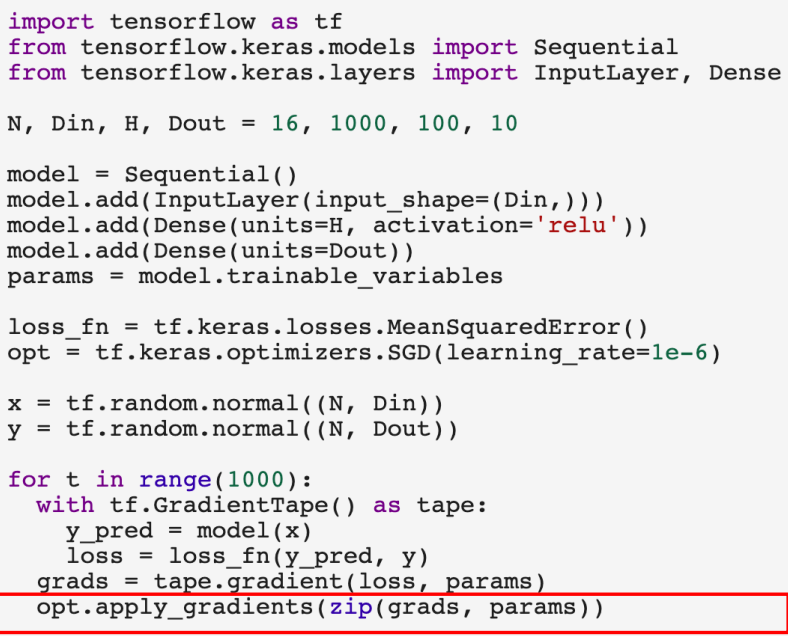 import tensorflow as tf
from tensorflow.keras.models import Sequential
from tensorflow.keras.layers import InputLayer, Dense

N, Din, H, Dout = 16, 1000, 100, 10

model = Sequential()
model.add(InputLayer(input_shape=(Din,)))
model.add(Dense(units=H, activation='relu'))
model.add(Dense(units=Dout))
params = model.trainable_variables

loss_fn = tf.keras.losses.MeanSquaredError()
opt = tf.keras.optimizers.SGD(learning_rate=1e-6)

x = tf.random.normal((N, Din))
y = tf.random.normal((N, Dout))

for t in range(1000):
  with tf.GradientTape() as tape:
    y_pred = model(x)
    loss = loss_fn(y_pred, y)
  grads = tape.gradient(loss, params)
  opt.apply_gradients(zip(grads, params))